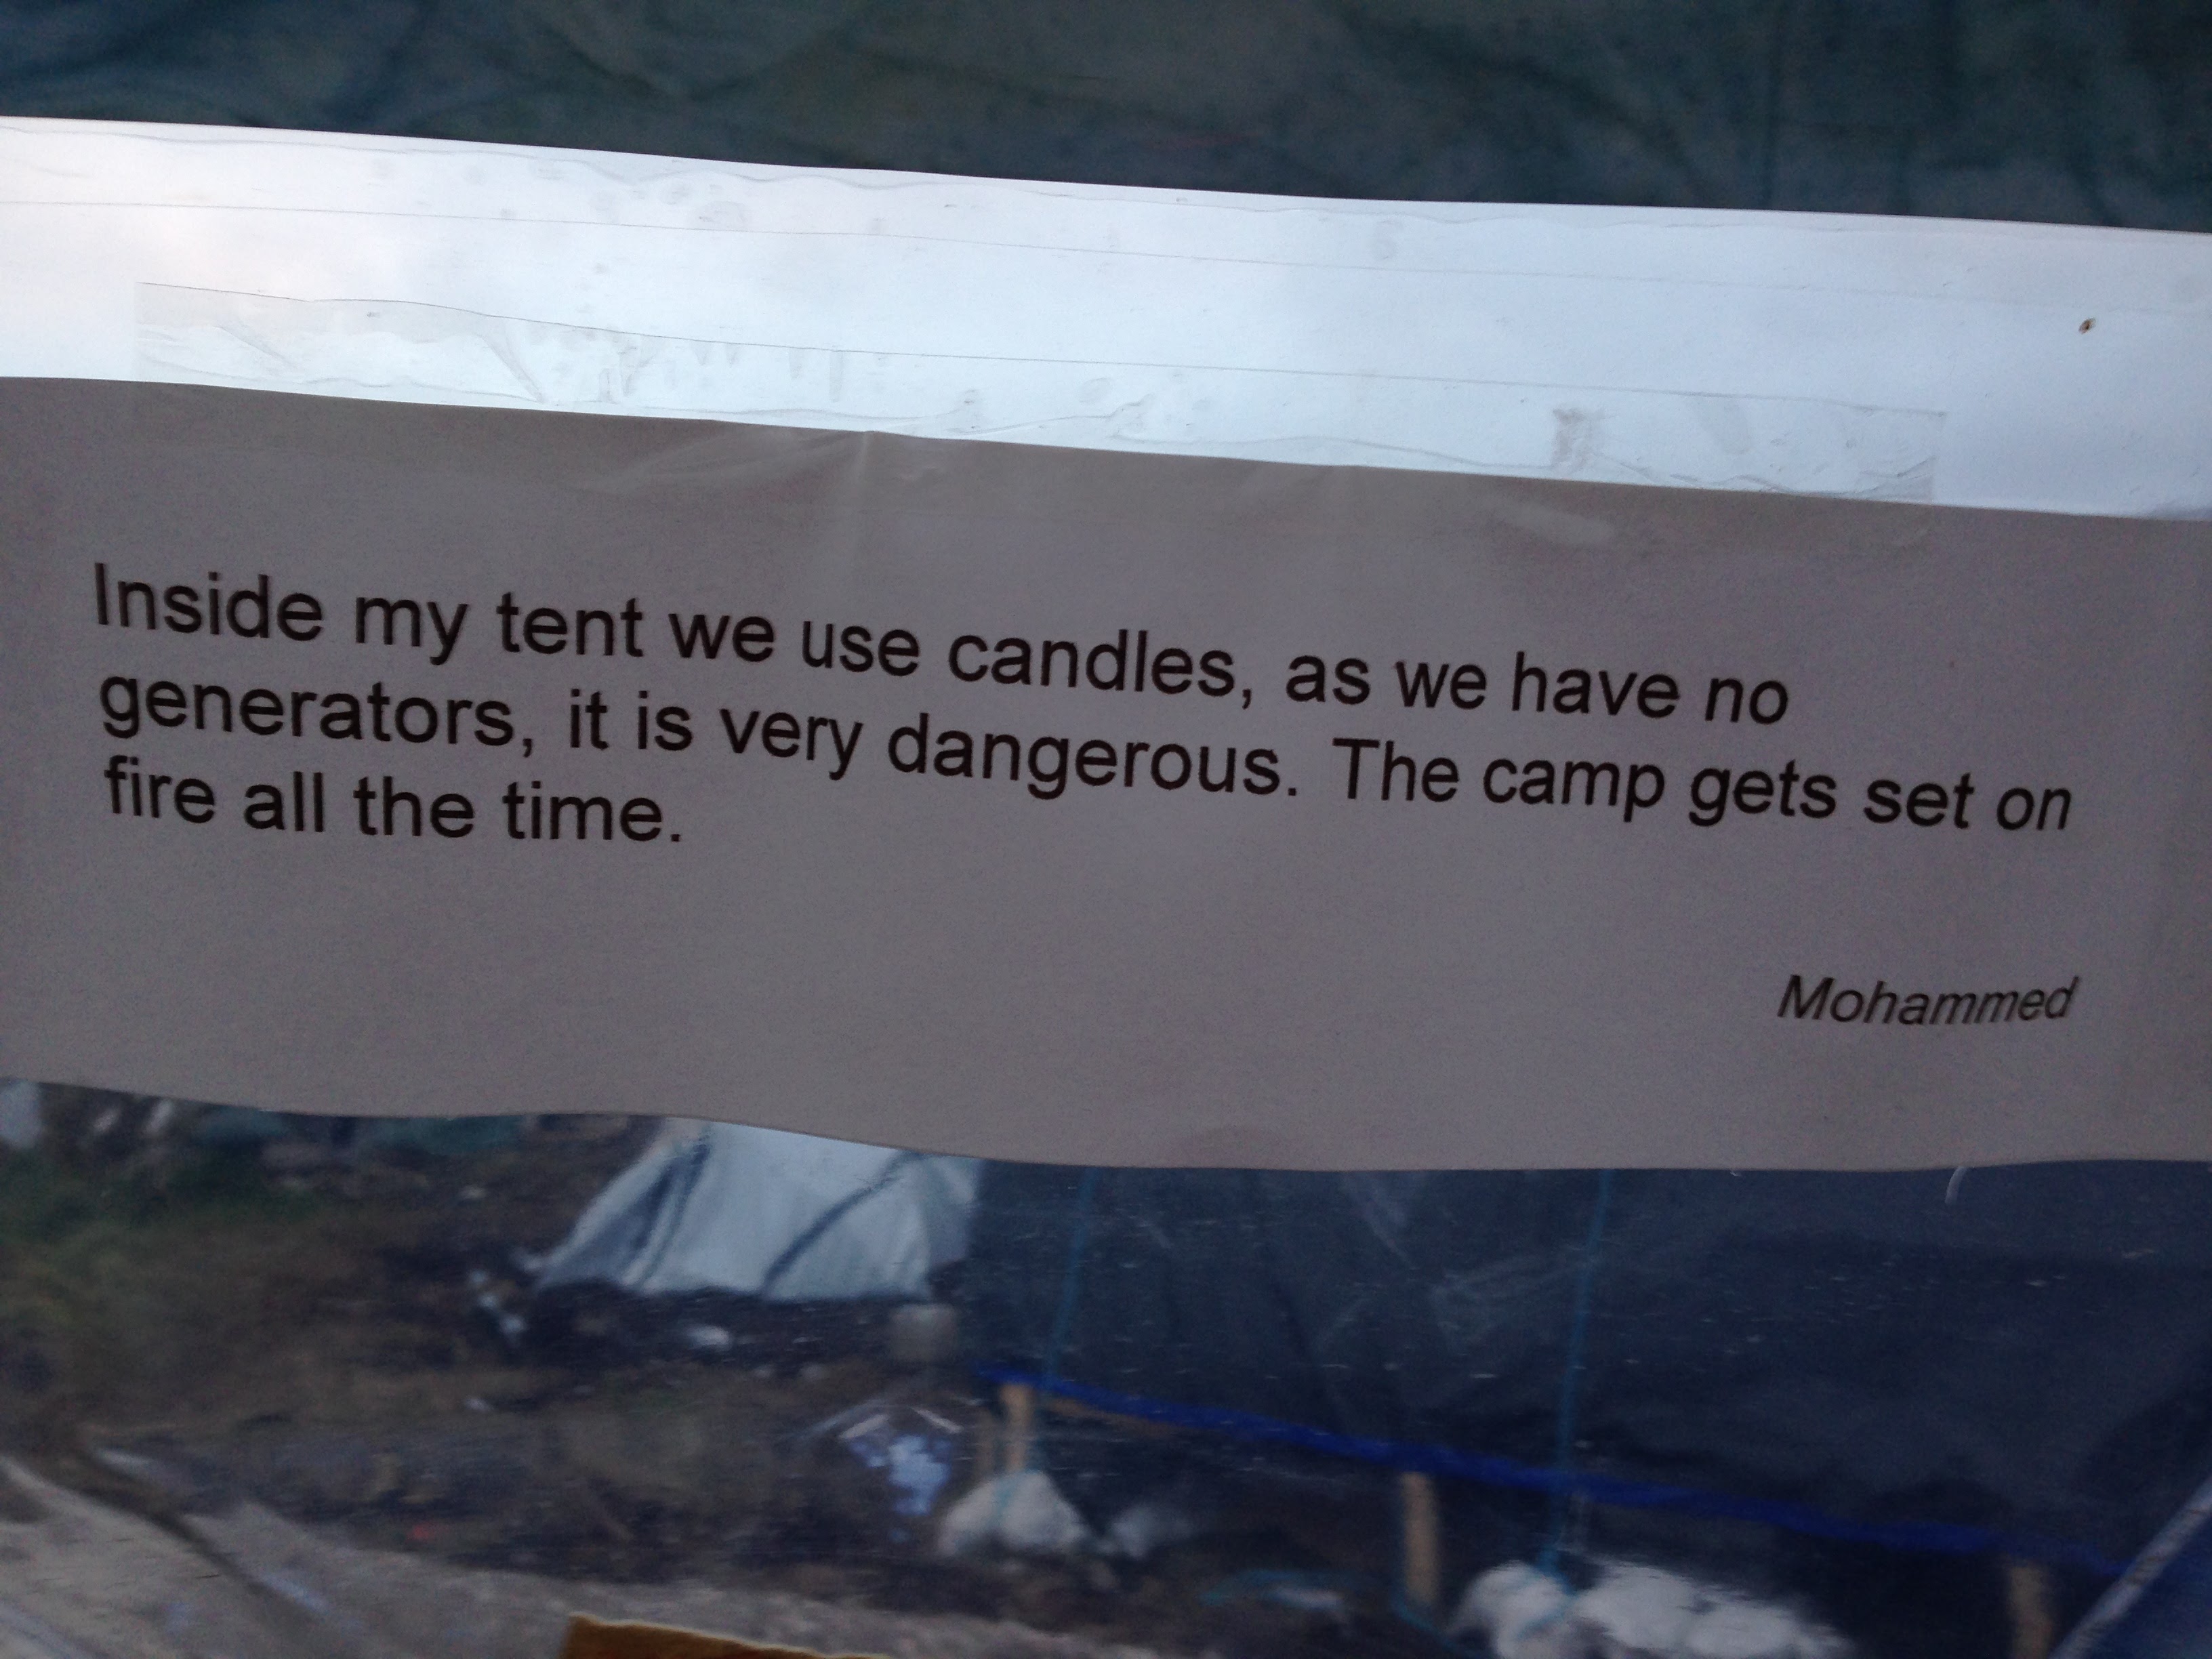 Inside my tent we use candles, as we have no
generators, it is very dangerous. The camp gets set on
fire all the time.
Mohammed